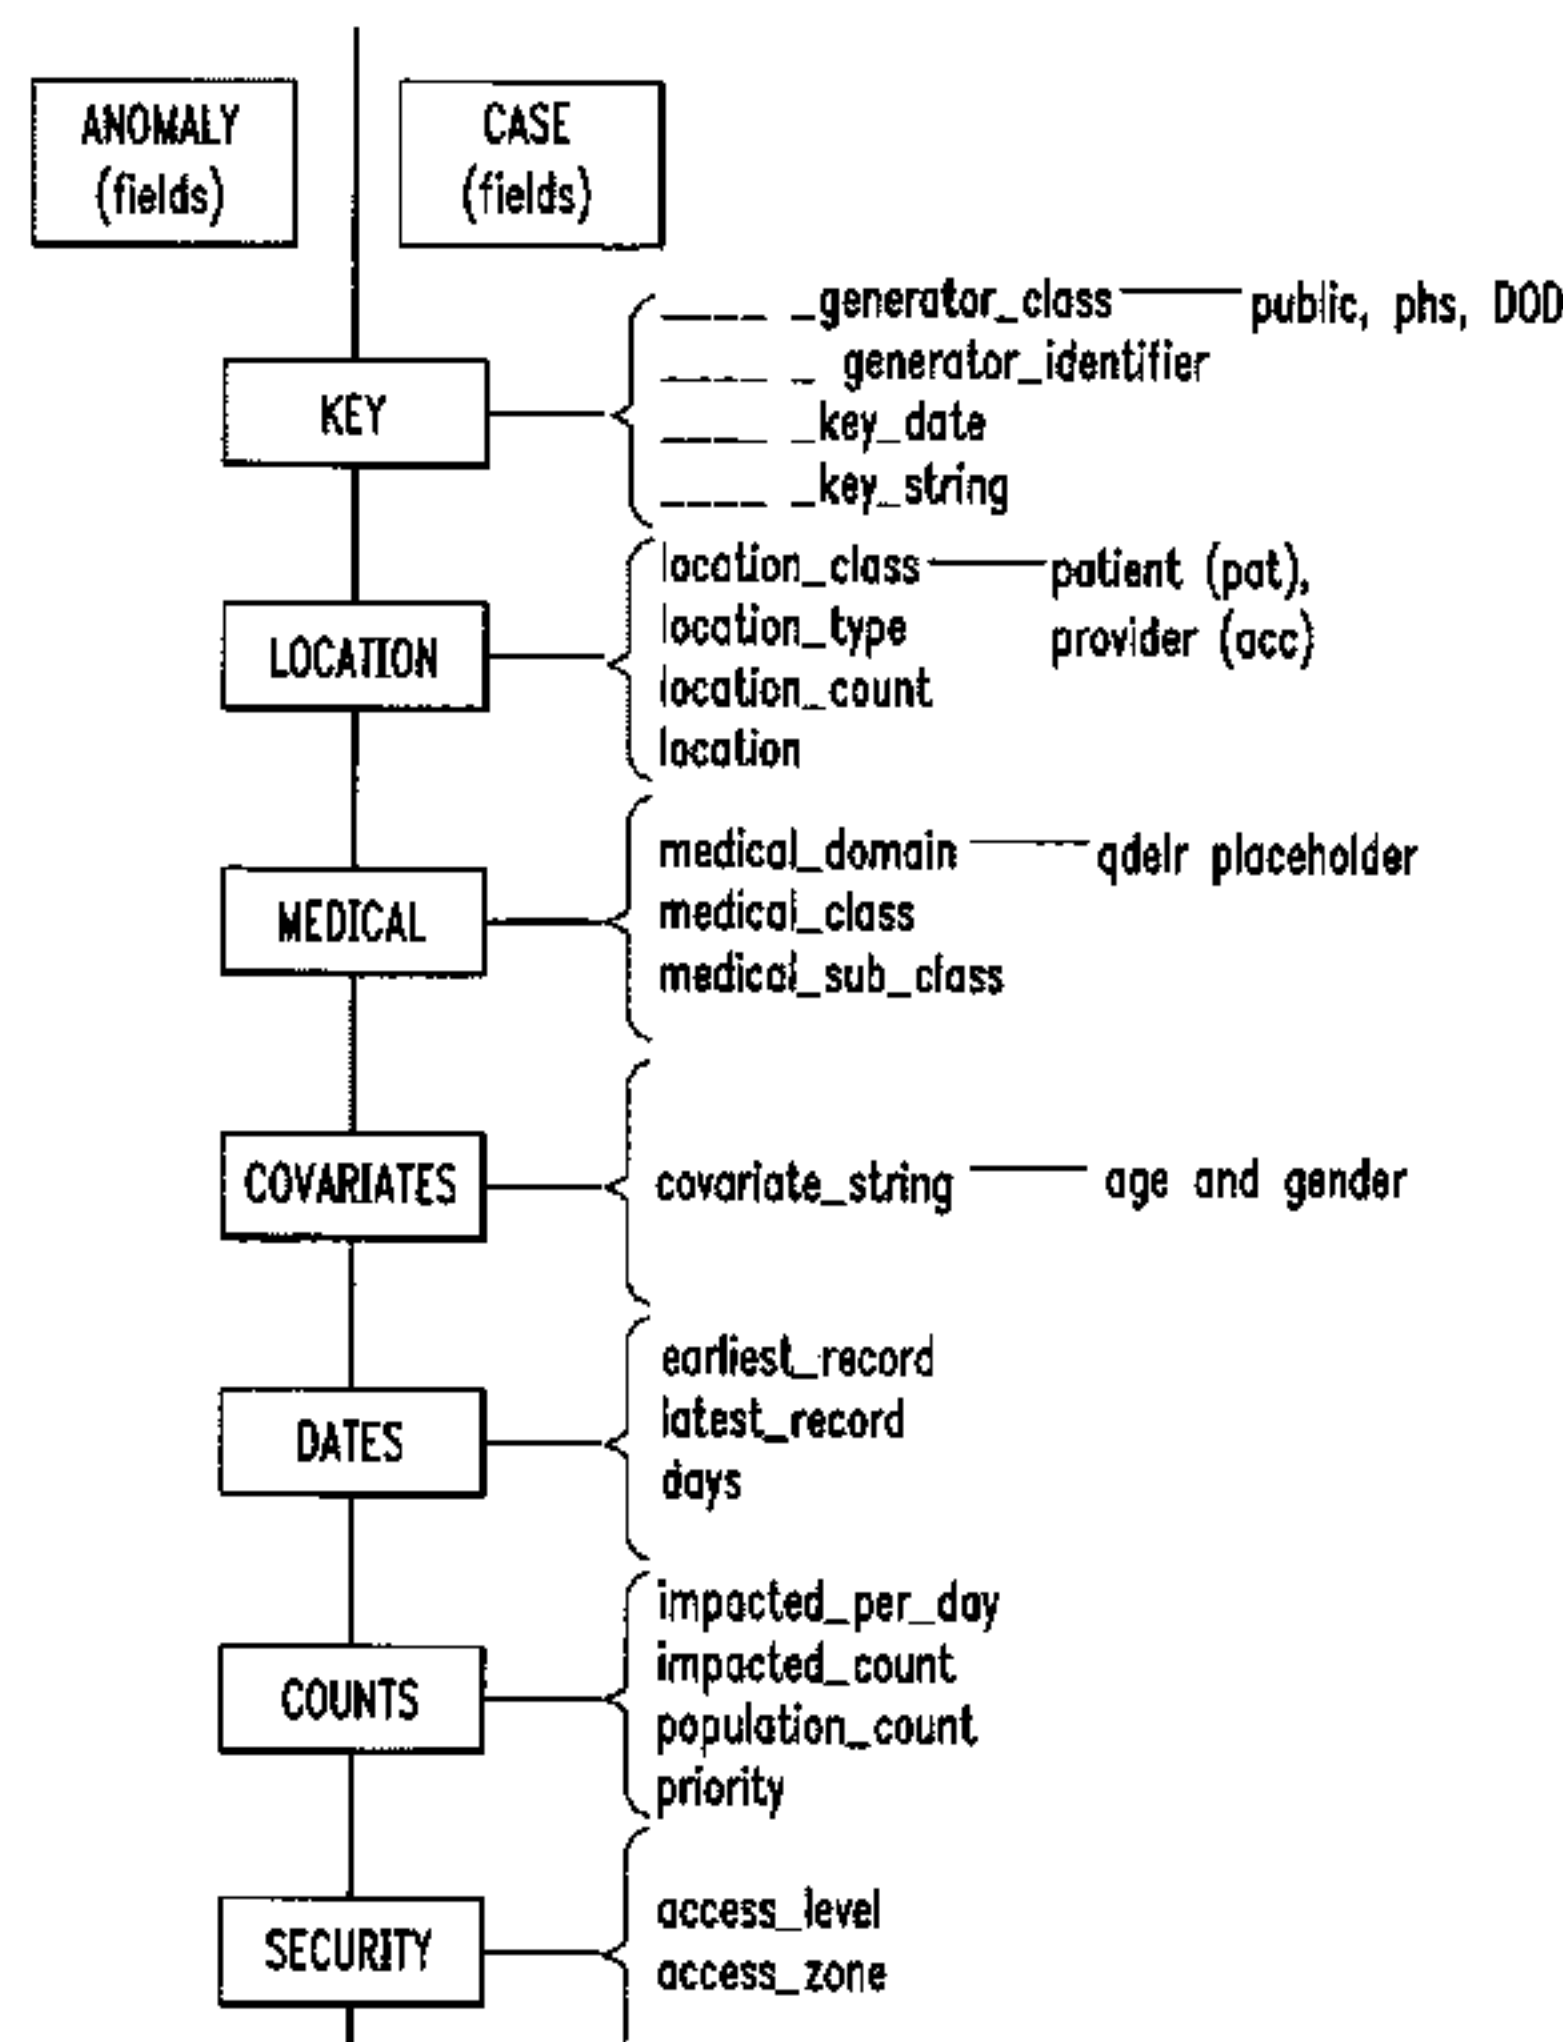 ANOMALY
(fields)
CASE
(fields)
KEY
____ _generator_class
public, phs, DOD
____ _ generator_identifier
____ _key_date
____ _key_string
LOCATION
location_class
patient (pat),
provider (acc)
location_type
location_count
location
MEDICAL
medical_domain
qdelr placeholder
medical_class
medical_sub_class
COVARIATES
covariate_string
age and gender
DATES
earliest_record
latest_record
days
COUNTS
impacted_per_day
impacted_count
population_count
priority
SECURITY
access_level
access_zone